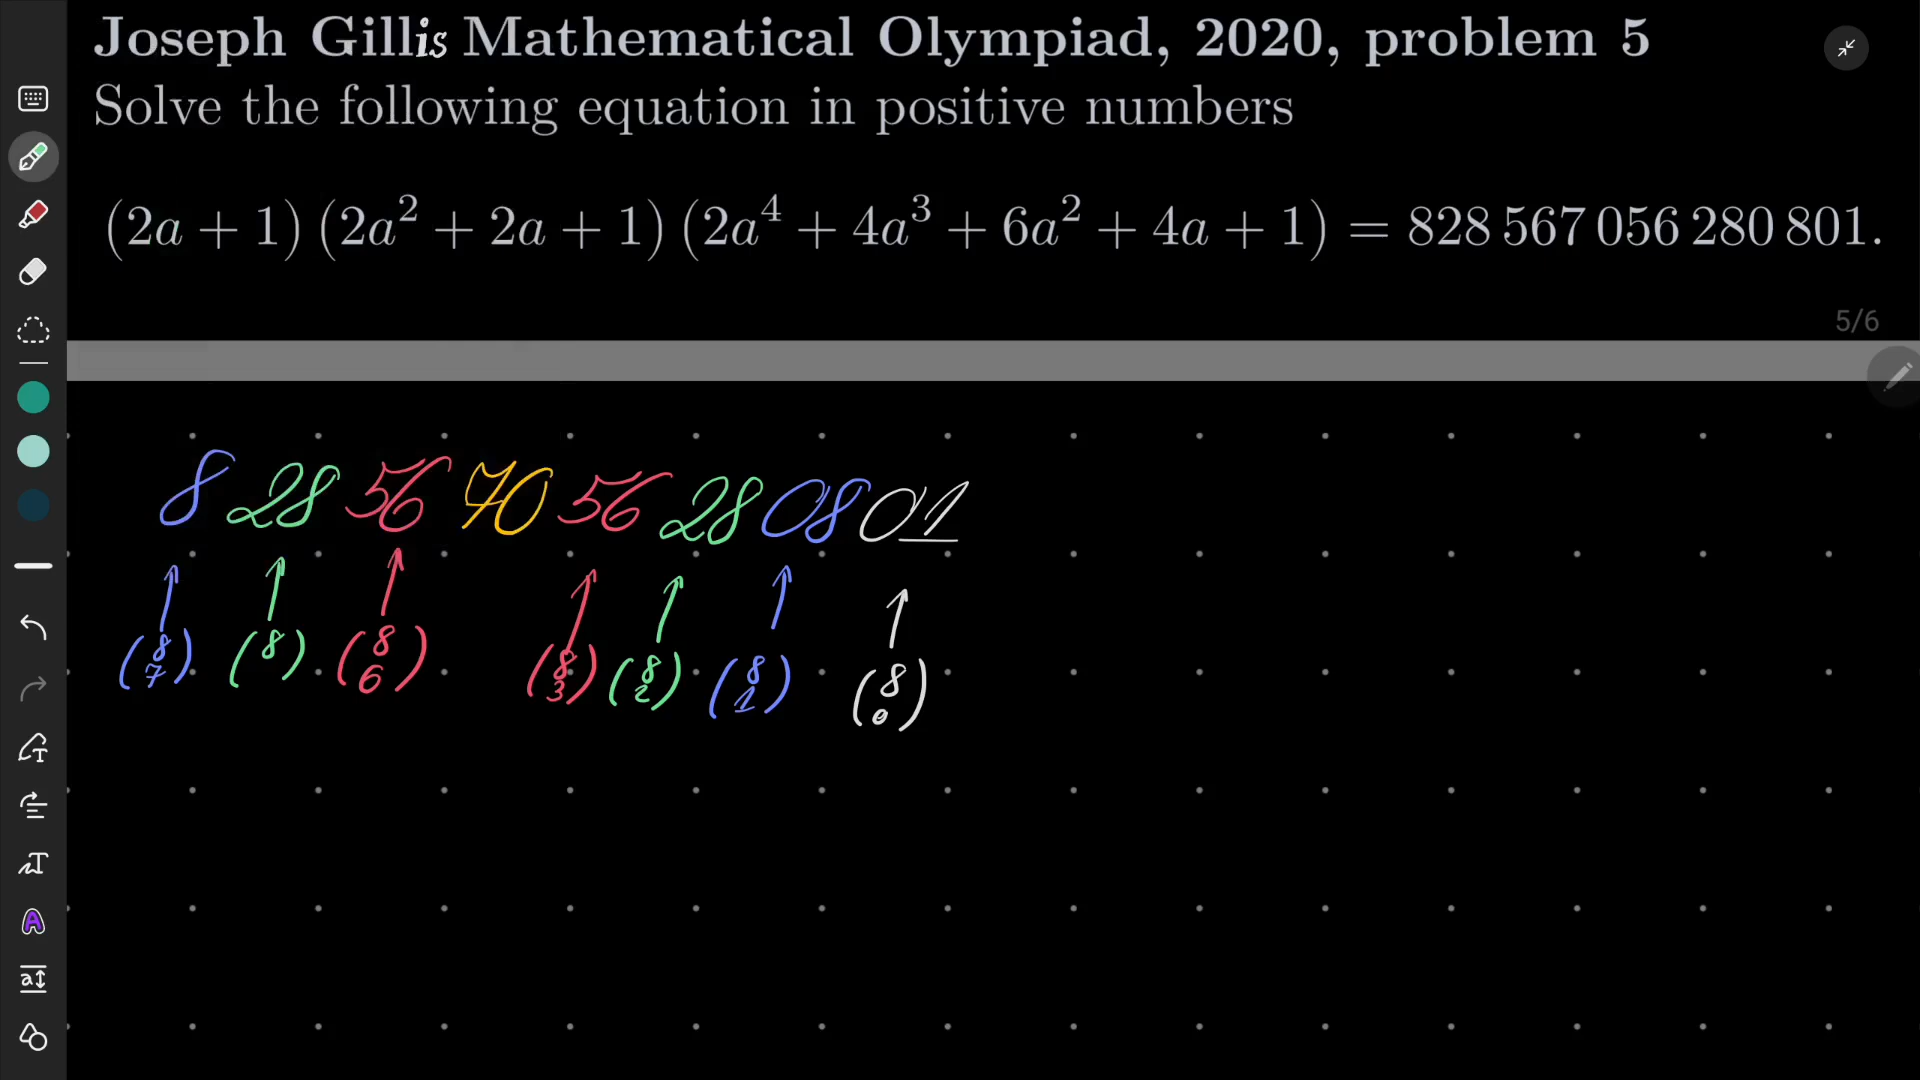 Joseph Gillis Mathematical Olympiad, 2020, problem 5
Solve the following equation in positive numbers
(2a + 1) (2a² + 2a + 1) (2a⁴ + 4a³ + 6a² + 4a + 1) = 828 567 056 280 801.
5/6
8 28 56 70 56 28 08 01
(8 7) (8) (8 6) (8 3) (8 2) (8 1) (8 0)